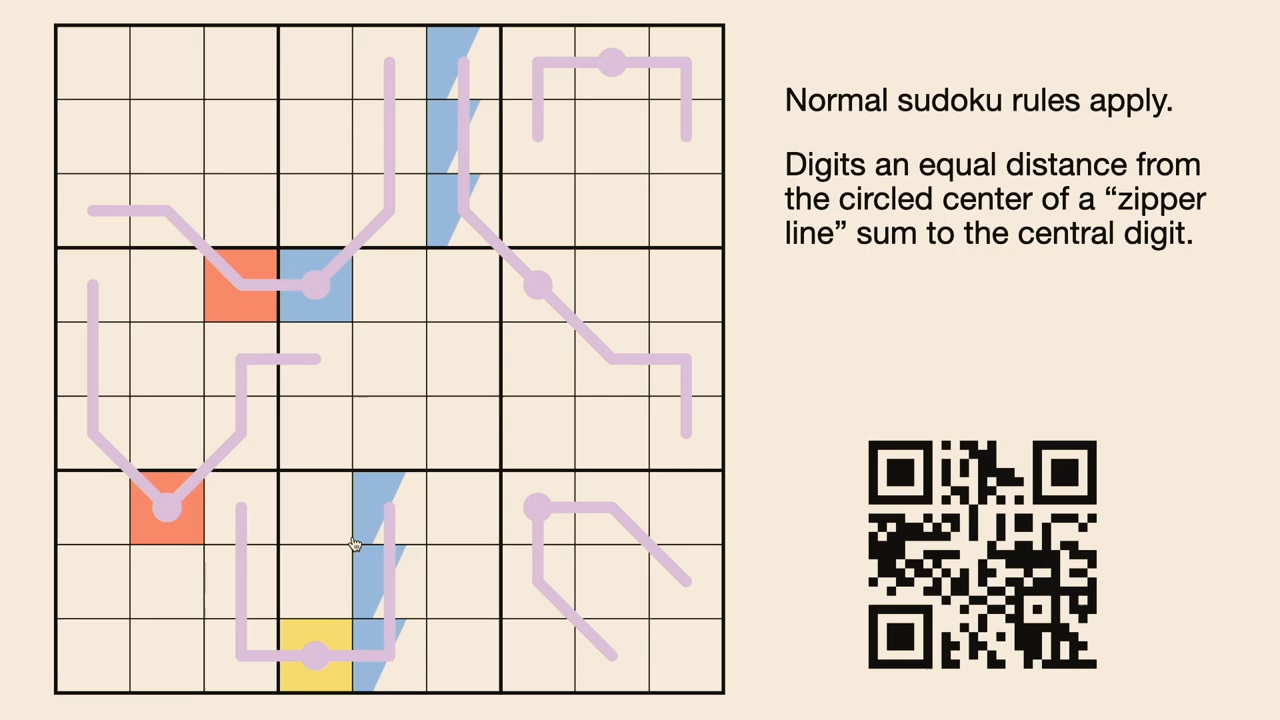 Normal sudoku rules apply.
Digits an equal distance from
the circled center of a “zipper
line” sum to the central digit.